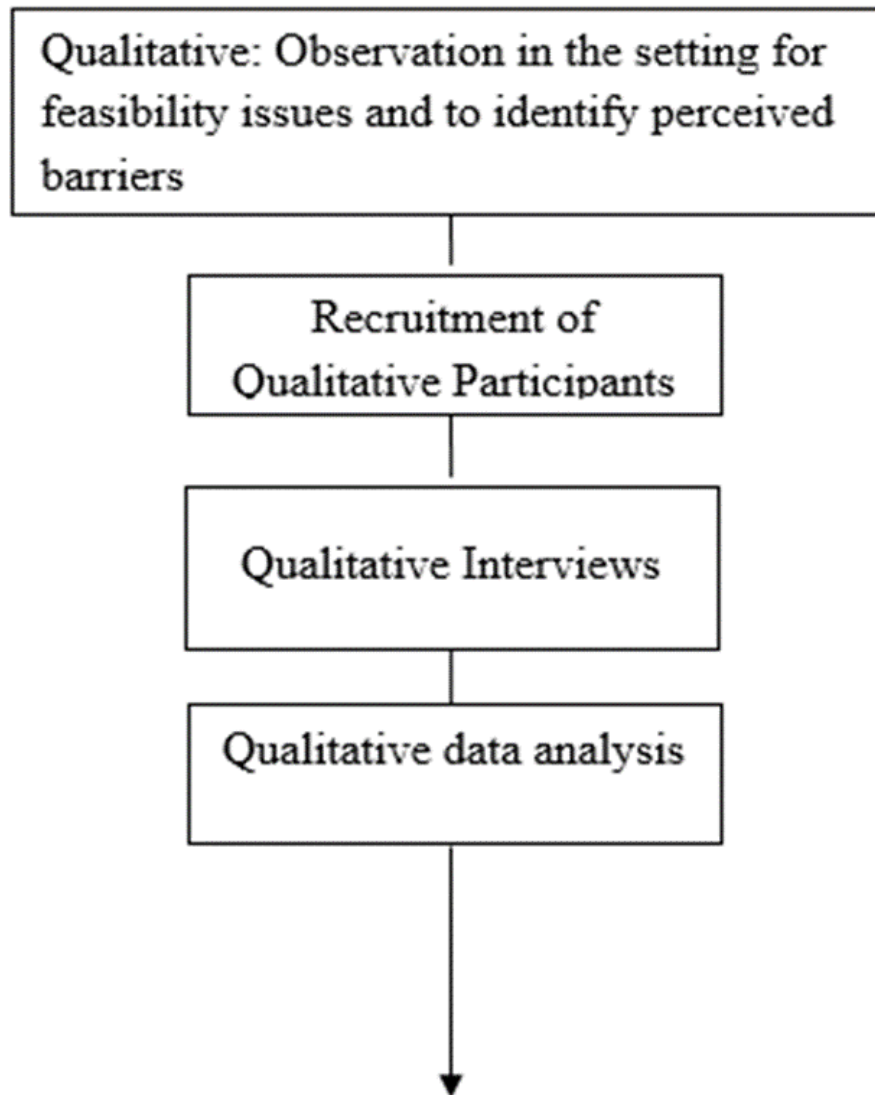 Qualitative: Observation in the setting for
feasibility issues and to identify perceived
barriers
Recruitment of
Qualitative Participants
Qualitative Interviews
Qualitative data analysis